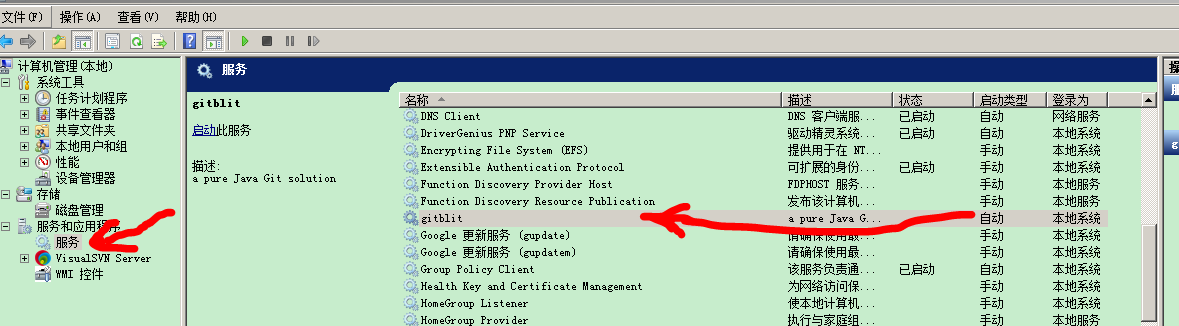 文件(F) 操作(A) 查看(V) 帮助(H)
计算机管理(本地)
系统工具
任务计划程序
事件查看器
共享文件夹
本地用户和组
性能
设备管理器
存储
磁盘管理
服务和应用程序
服务
VisualSVN Server
WMI 控件
服务
gitblit
启动此服务
描述:
a pure Java Git solution
名称 描述 状态 启动类型 登录为
DNS Client DNS 客户端服... 已启动 自动 网络服务
DriverGenius PNP Service 驱动精灵系统... 已启动 自动 本地系统
Encrypting File System (EFS) 提供用于在 NT... 手动 本地系统
Extensible Authentication Protocol 可扩展的身份... 已启动 手动 本地系统
Function Discovery Provider Host FDPHOST 服务... 手动 本地服务
Function Discovery Resource Publication 发布该计算机... 手动 本地服务
gitblit a pure Java G... 自动 本地系统
Google 更新服务 (gupdate) 请确保使用最... 自动 本地系统
Google 更新服务 (gupdatem) 请确保使用最... 手动 本地系统
Group Policy Client 该服务负责通... 已启动 自动 本地系统
Health Key and Certificate Management 为网络访问保... 手动 本地系统
HomeGroup Listener 使本地计算机... 手动 本地系统
HomeGroup Provider 执行与家庭组... 手动 本地服务
操
g